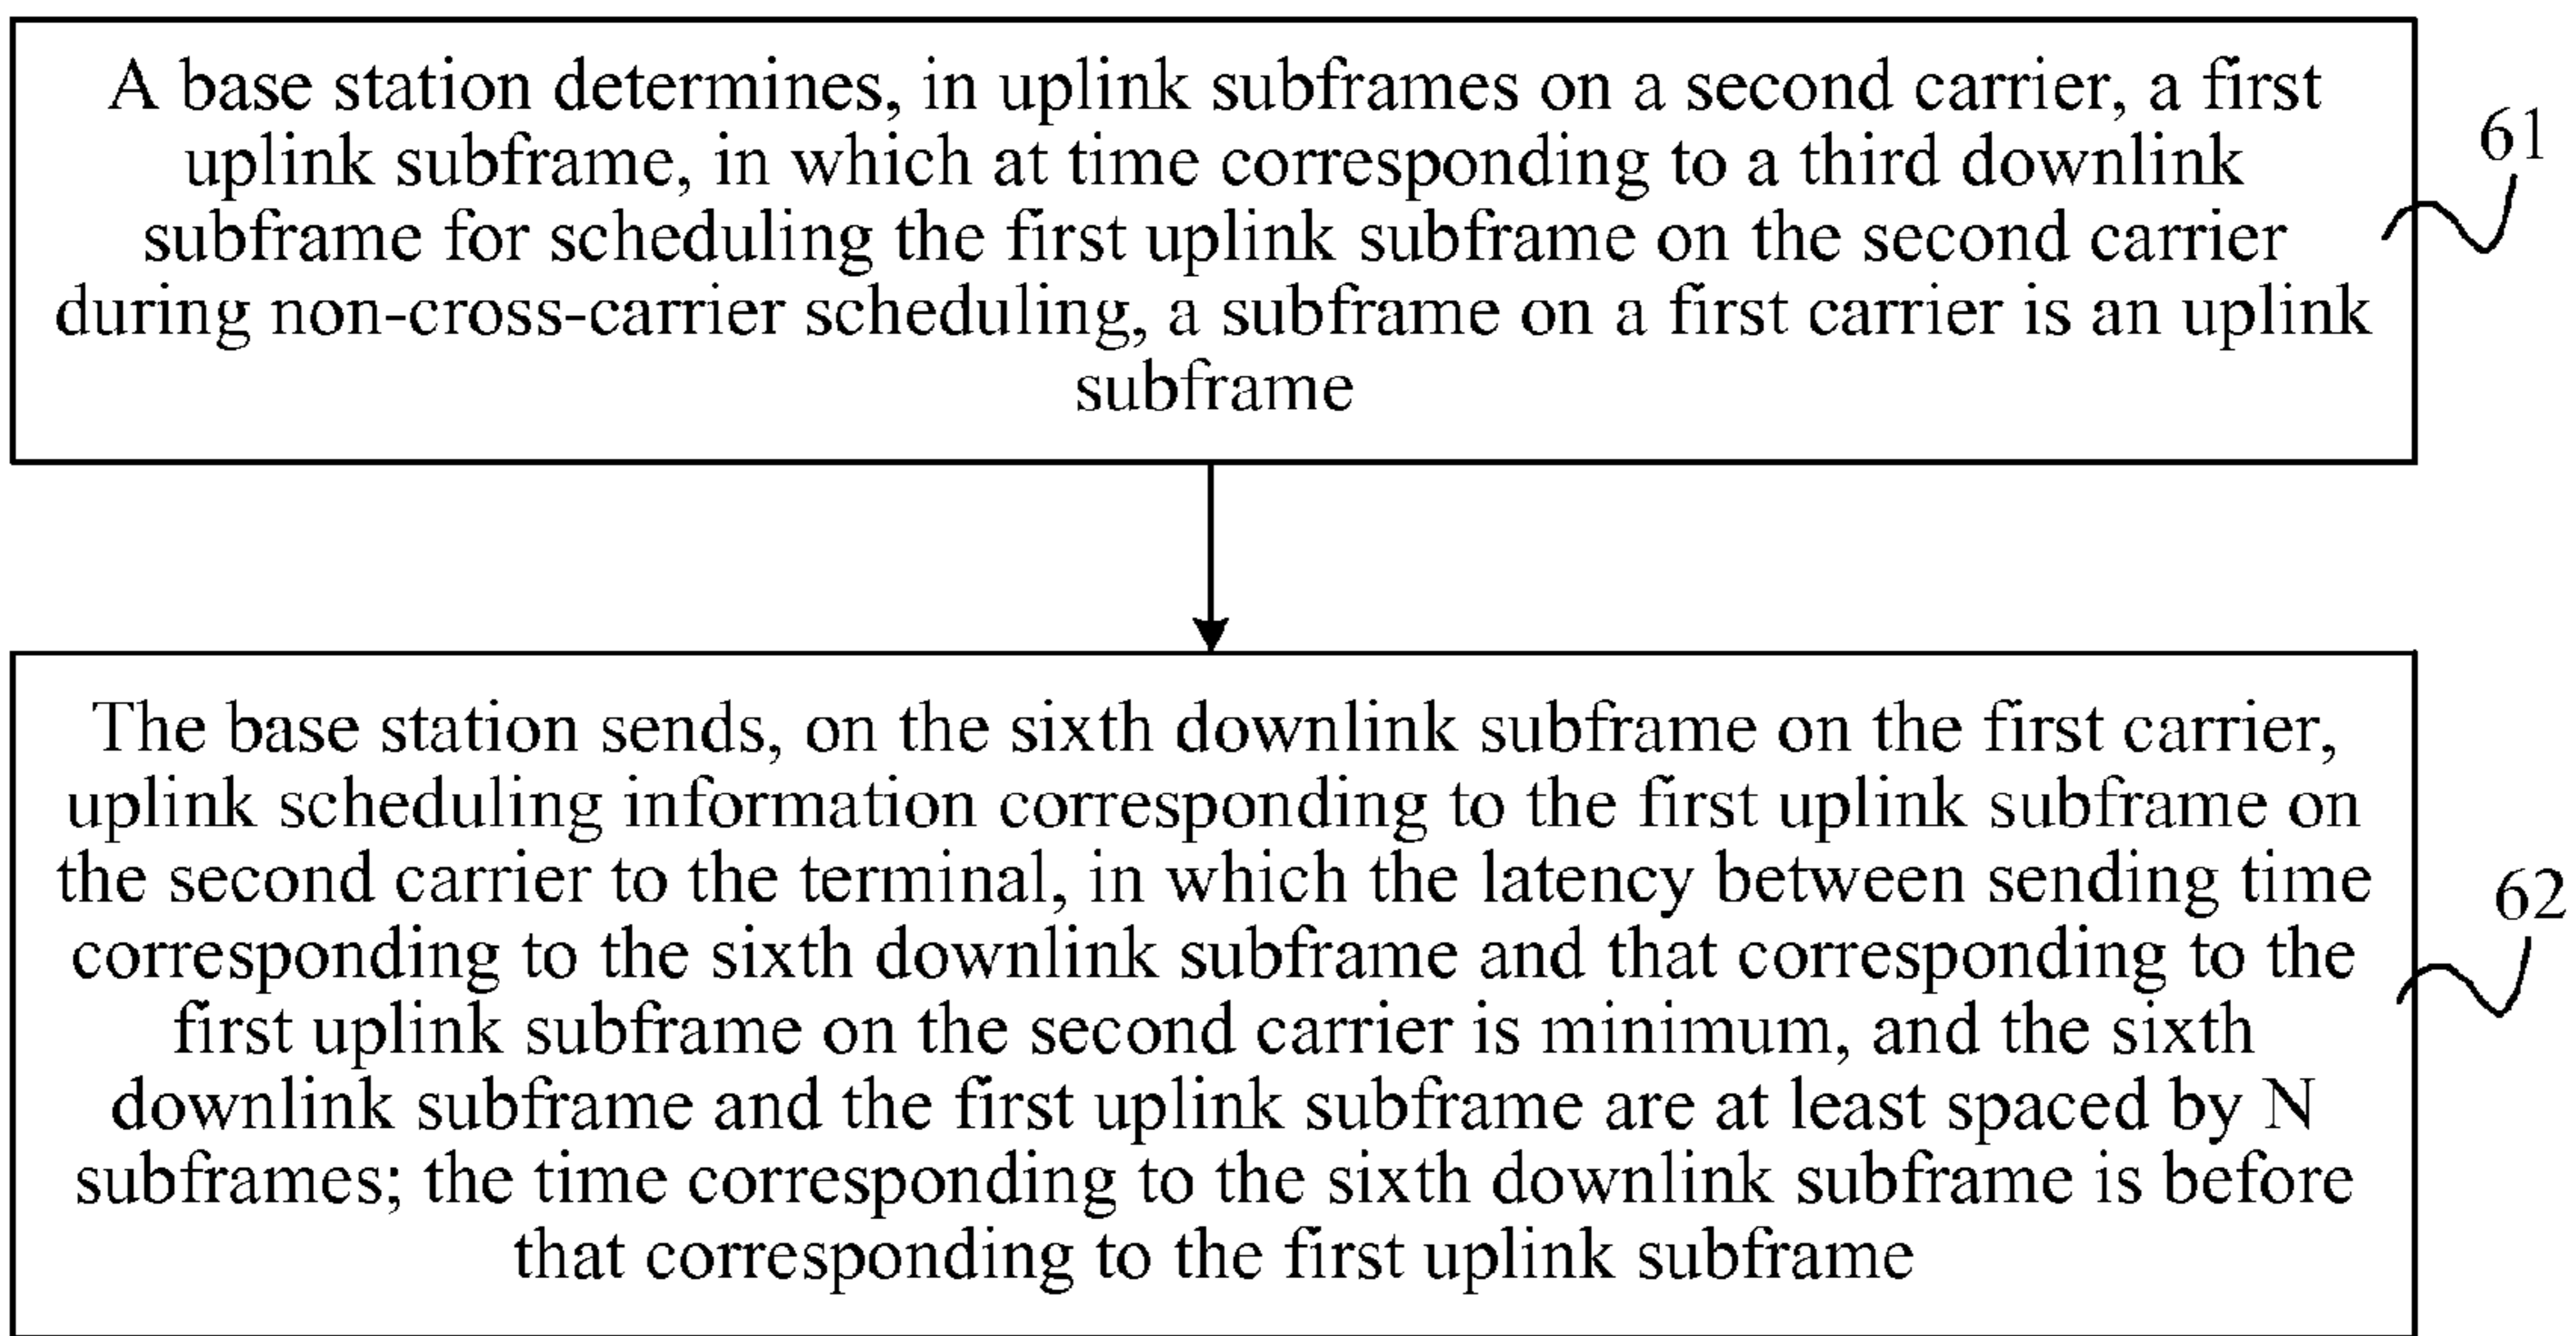 A base station determines, in uplink subframes on a second carrier, a first
uplink subframe, in which at time corresponding to a third downlink
subframe for scheduling the first uplink subframe on the second carrier
during non-cross-carrier scheduling, a subframe on a first carrier is an uplink
subframe
61
The base station sends, on the sixth downlink subframe on the first carrier,
uplink scheduling information corresponding to the first uplink subframe on
the second carrier to the terminal, in which the latency between sending time
corresponding to the sixth downlink subframe and that corresponding to the
first uplink subframe on the second carrier is minimum, and the sixth
downlink subframe and the first uplink subframe are at least spaced by N
subframes; the time corresponding to the sixth downlink subframe is before
that corresponding to the first uplink subframe
62